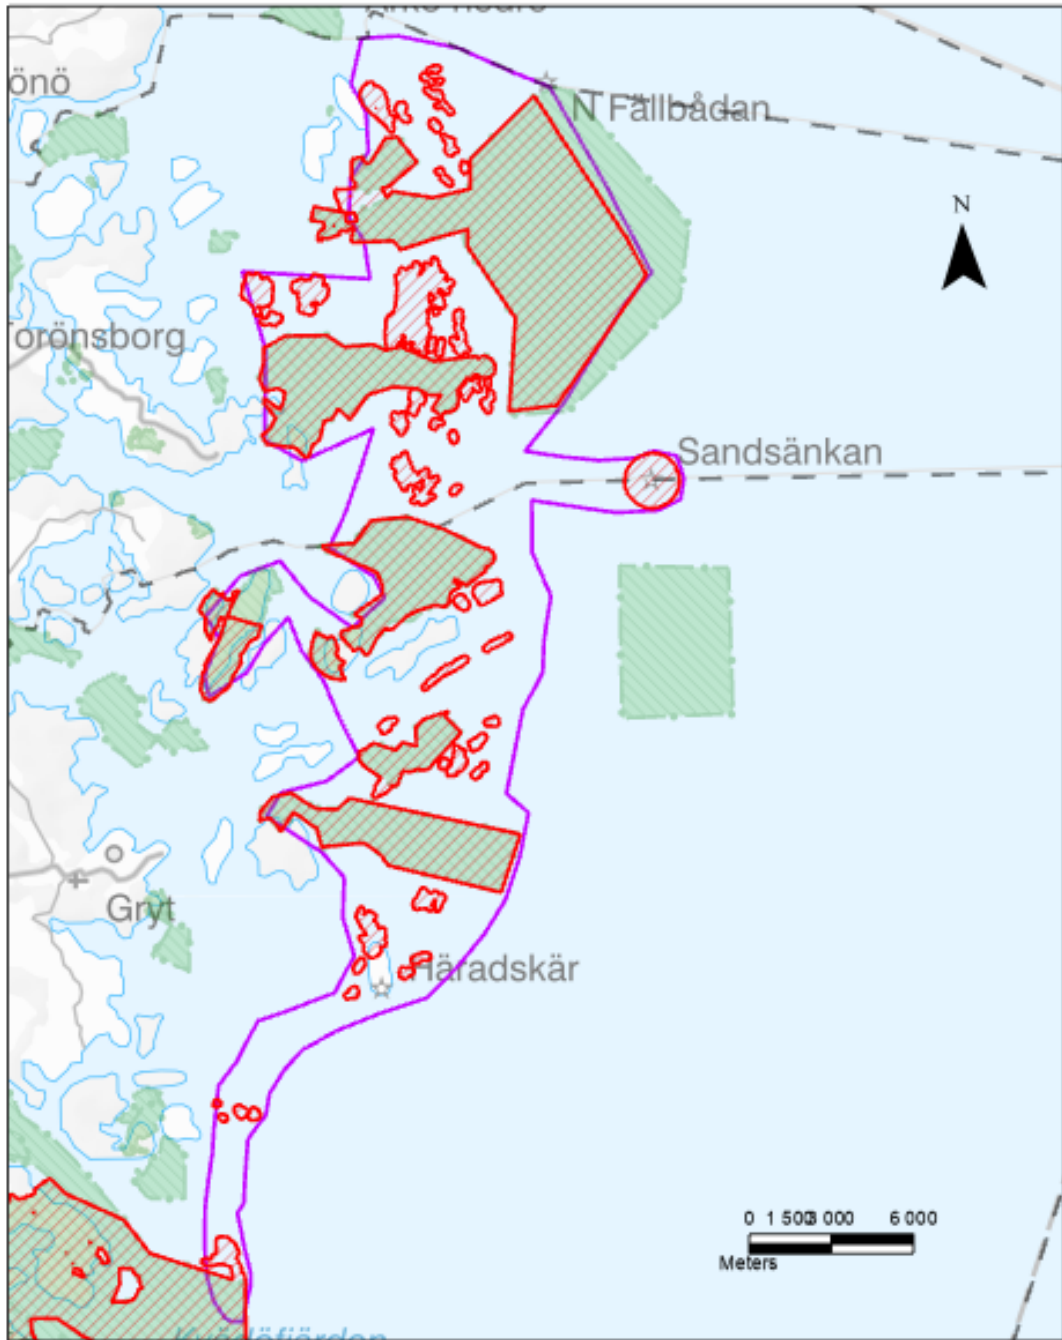 önö
N Fällbådan
N
orönsborg
Sandsänkan
Gryt
Häradskär
0 1 500 3 000 6 000
Meters